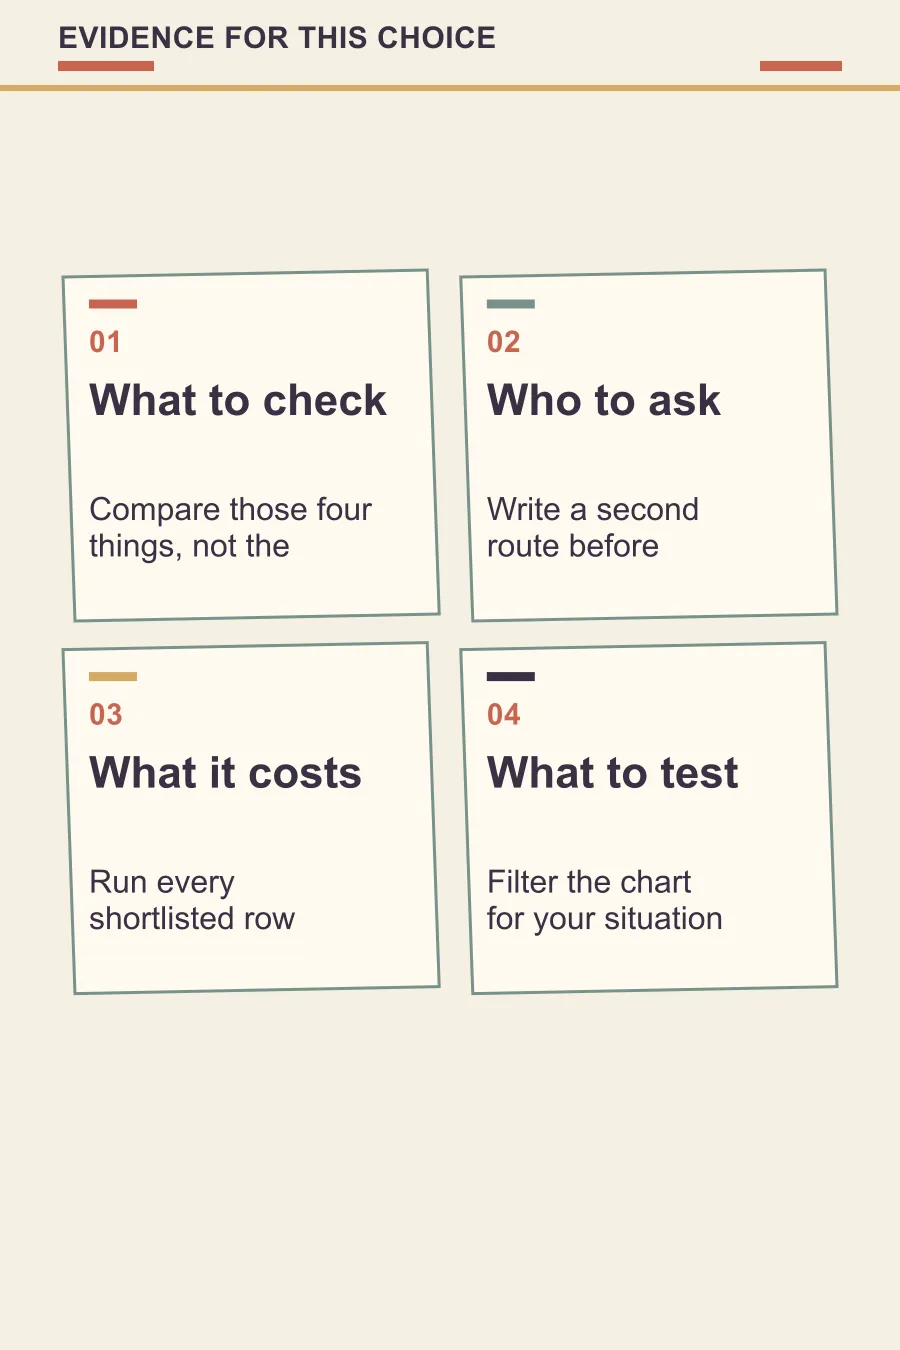 EVIDENCE FOR THIS CHOICE
01
What to check
Compare those four
things, not the
02
Who to ask
Write a second
route before
03
What it costs
Run every
shortlisted row
04
What to test
Filter the chart
for your situation